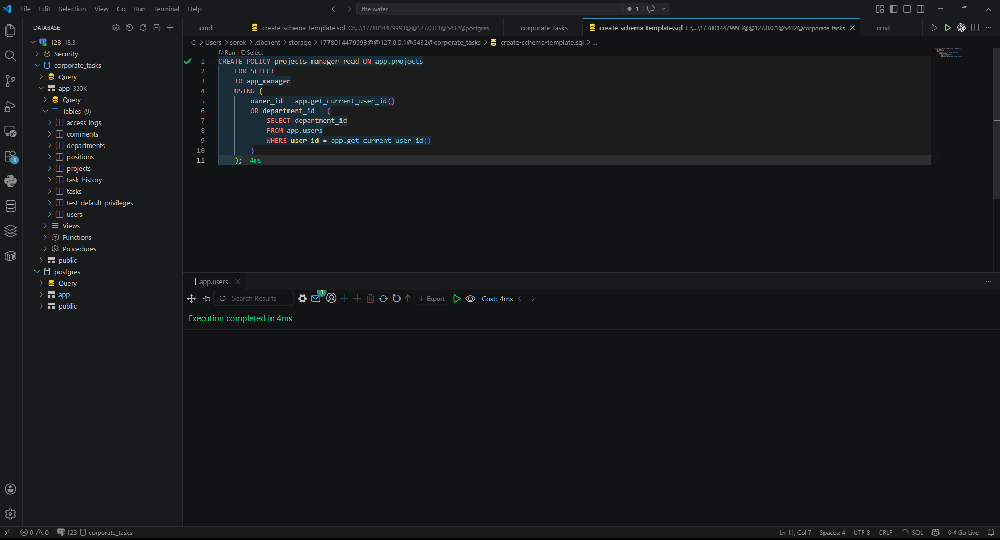 File Edit Selection View Go Run Terminal Help
the water
1
DATABASE
cmd
create-schema-template.sql C:\...\1778014479993@@127.0.0.1@5432@postgres
corporate_tasks
create-schema-template.sql C:\...\1778014479993@@127.0.0.1@5432@corporate_tasks
cmd
C: > Users > sorok > .dbclient > storage > 1778014479993@@127.0.0.1@5432@corporate_tasks > create-schema-template.sql > ...
123 18.3
Security
corporate_tasks
Query
app 320K
Query
Tables (9)
access_logs
comments
departments
positions
projects
task_history
tasks
test_default_privileges
users
Views
Functions
Procedures
public
postgres
Query
app
public
1
Run | Select
1 CREATE POLICY projects_manager_read ON app.projects
2 FOR SELECT
3 TO app_manager
4 USING (
5 owner_id = app.get_current_user_id()
6 OR department_id = (
7 SELECT department_id
8 FROM app.users
9 WHERE user_id = app.get_current_user_id()
10 )
11 ); 4ms
app.users
Search Results
1
Export
Cost: 4ms
Execution completed in 4ms
0 0 123 corporate_tasks
Ln 11, Col 7 Spaces: 4 UTF-8 CRLF SQL Go Live